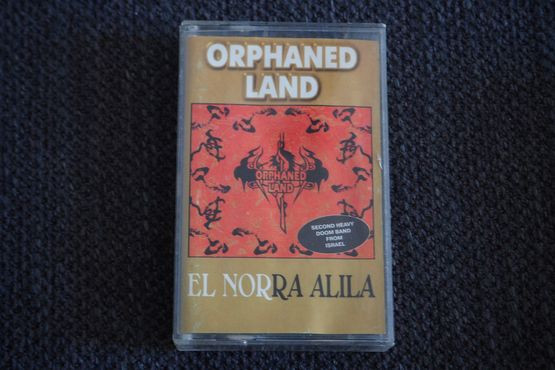 ORPHANED
LAND
ORPHANED
LAND
SECOND HEAVY
DOOM BAND
FROM
ISRAEL
EL NORRA ALILA